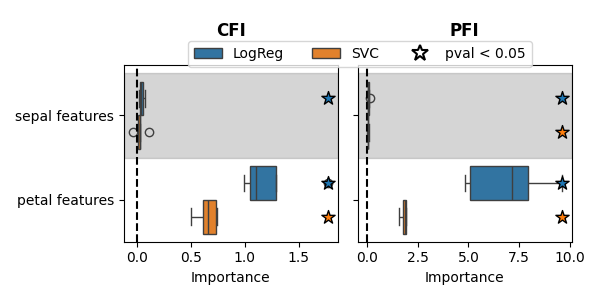 CFI PFI
LogReg SVC pval < 0.05
sepal features
petal features
0.0 0.5 1.0 1.5 0.0 2.5 5.0 7.5 10.0
Importance Importance